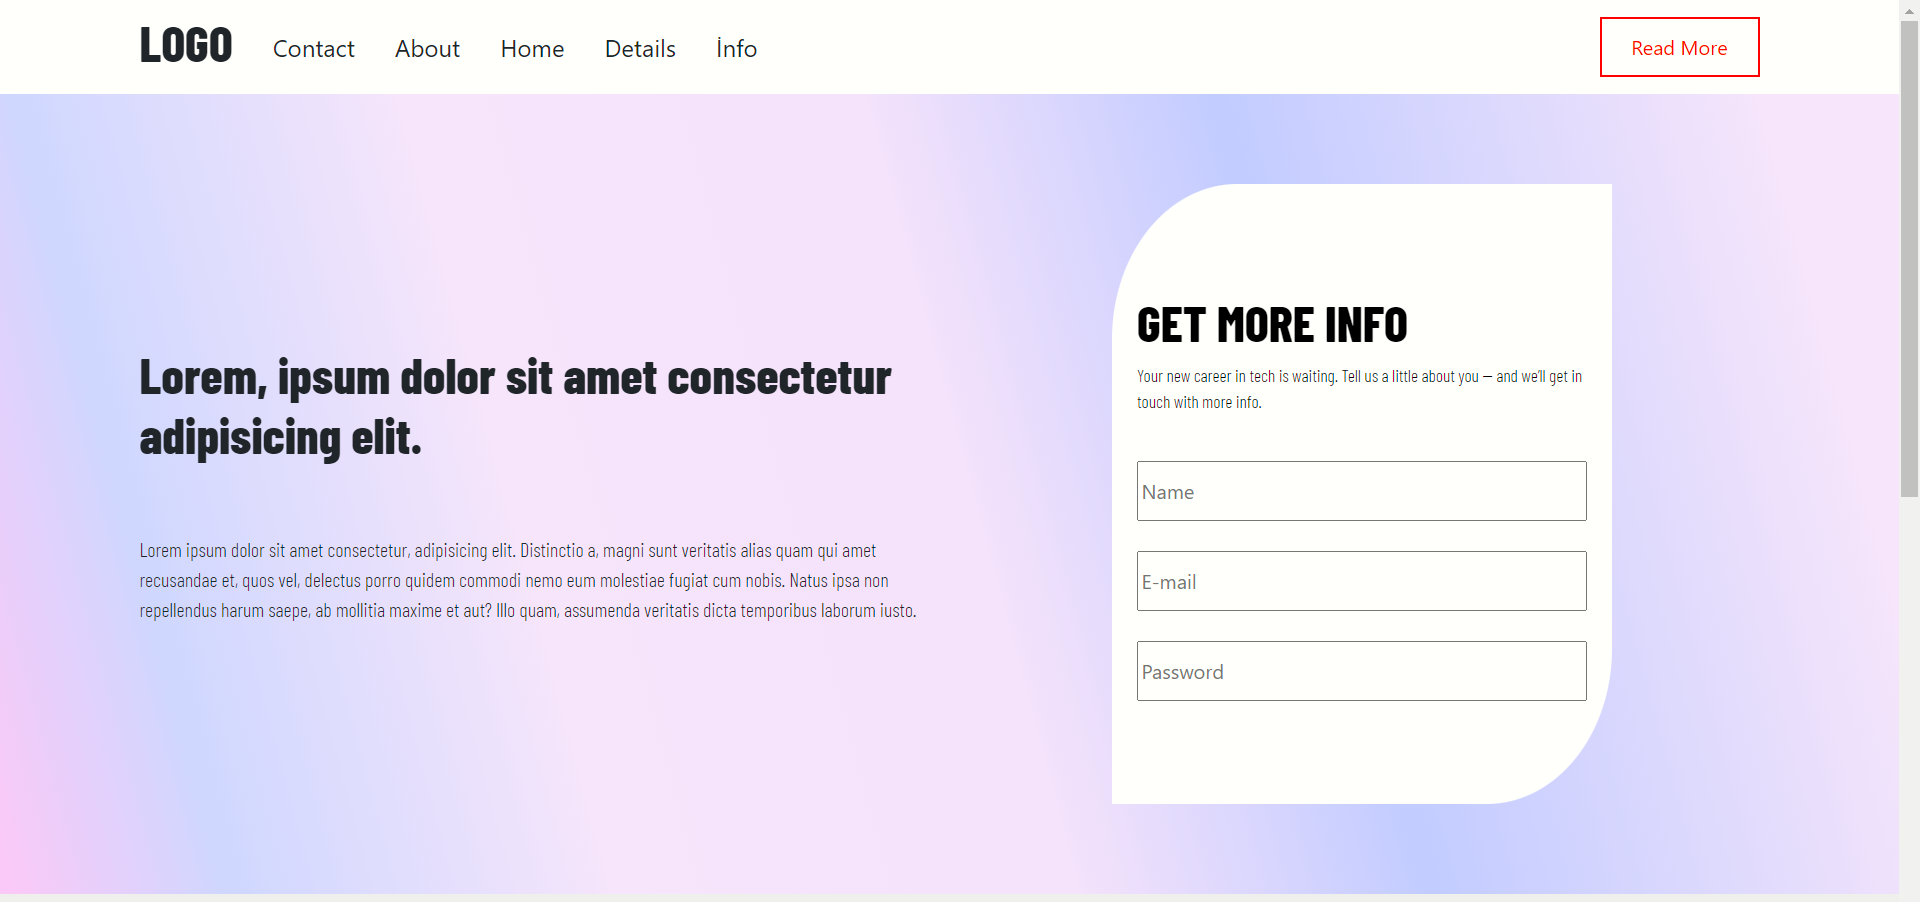 LOGO Contact About Home Details İnfo Read More
Lorem, ipsum dolor sit amet consectetur
adipisicing elit.
Lorem ipsum dolor sit amet consectetur, adipisicing elit. Distinctio a, magni sunt veritatis alias quam qui amet
recusandae et, quos vel, delectus porro quidem commodi nemo eum molestiae fugiat cum nobis. Natus ipsa non
repellendus harum saepe, ab mollitia maxime et aut? Illo quam, assumenda veritatis dicta temporibus laborum iusto.
GET MORE INFO
Your new career in tech is waiting. Tell us a little about you — and we'll get in
touch with more info.
Name
E-mail
Password